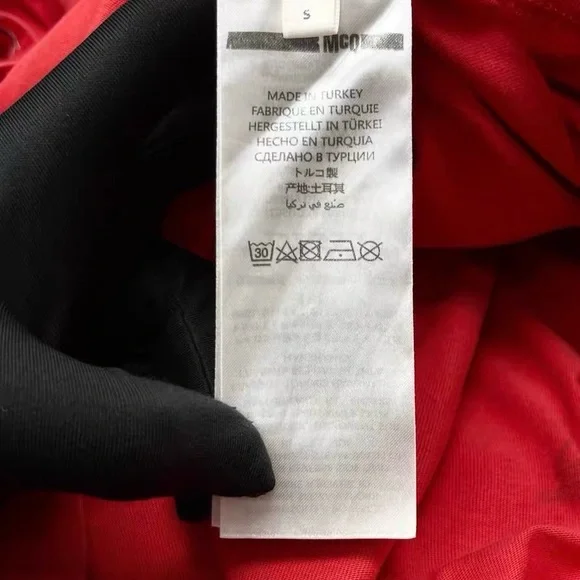 S
McQ
MADE IN TURKEY
FABRIQUE EN TURQUIE
HERGESTELLT IN TÜRKEI
HECHO EN TURQUIA
СДЕЛАНО В ТУРЦИИ
トルコ製
产地:土耳其
صنع في تركيا
30